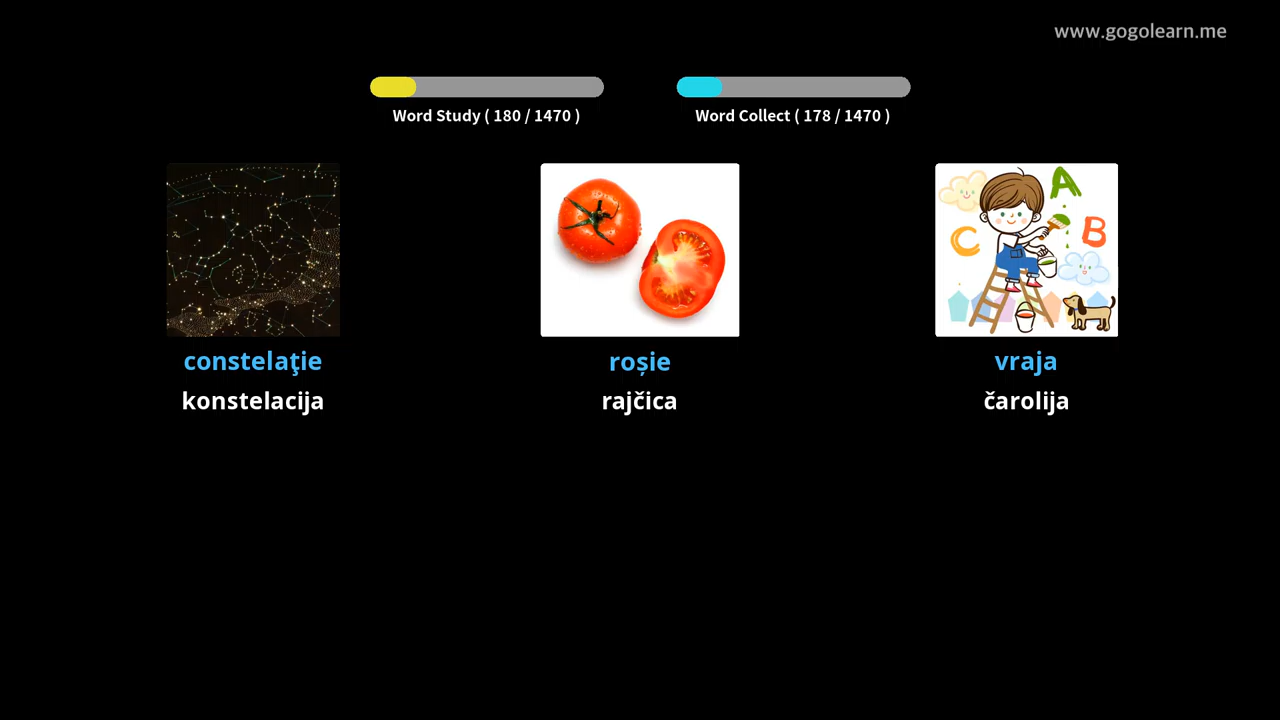 www.gogolearn.me
Word Study ( 180 / 1470 )
Word Collect ( 178 / 1470 )
A
B
C
constelaţie
roșie
vraja
konstelacija
rajčica
čarolija